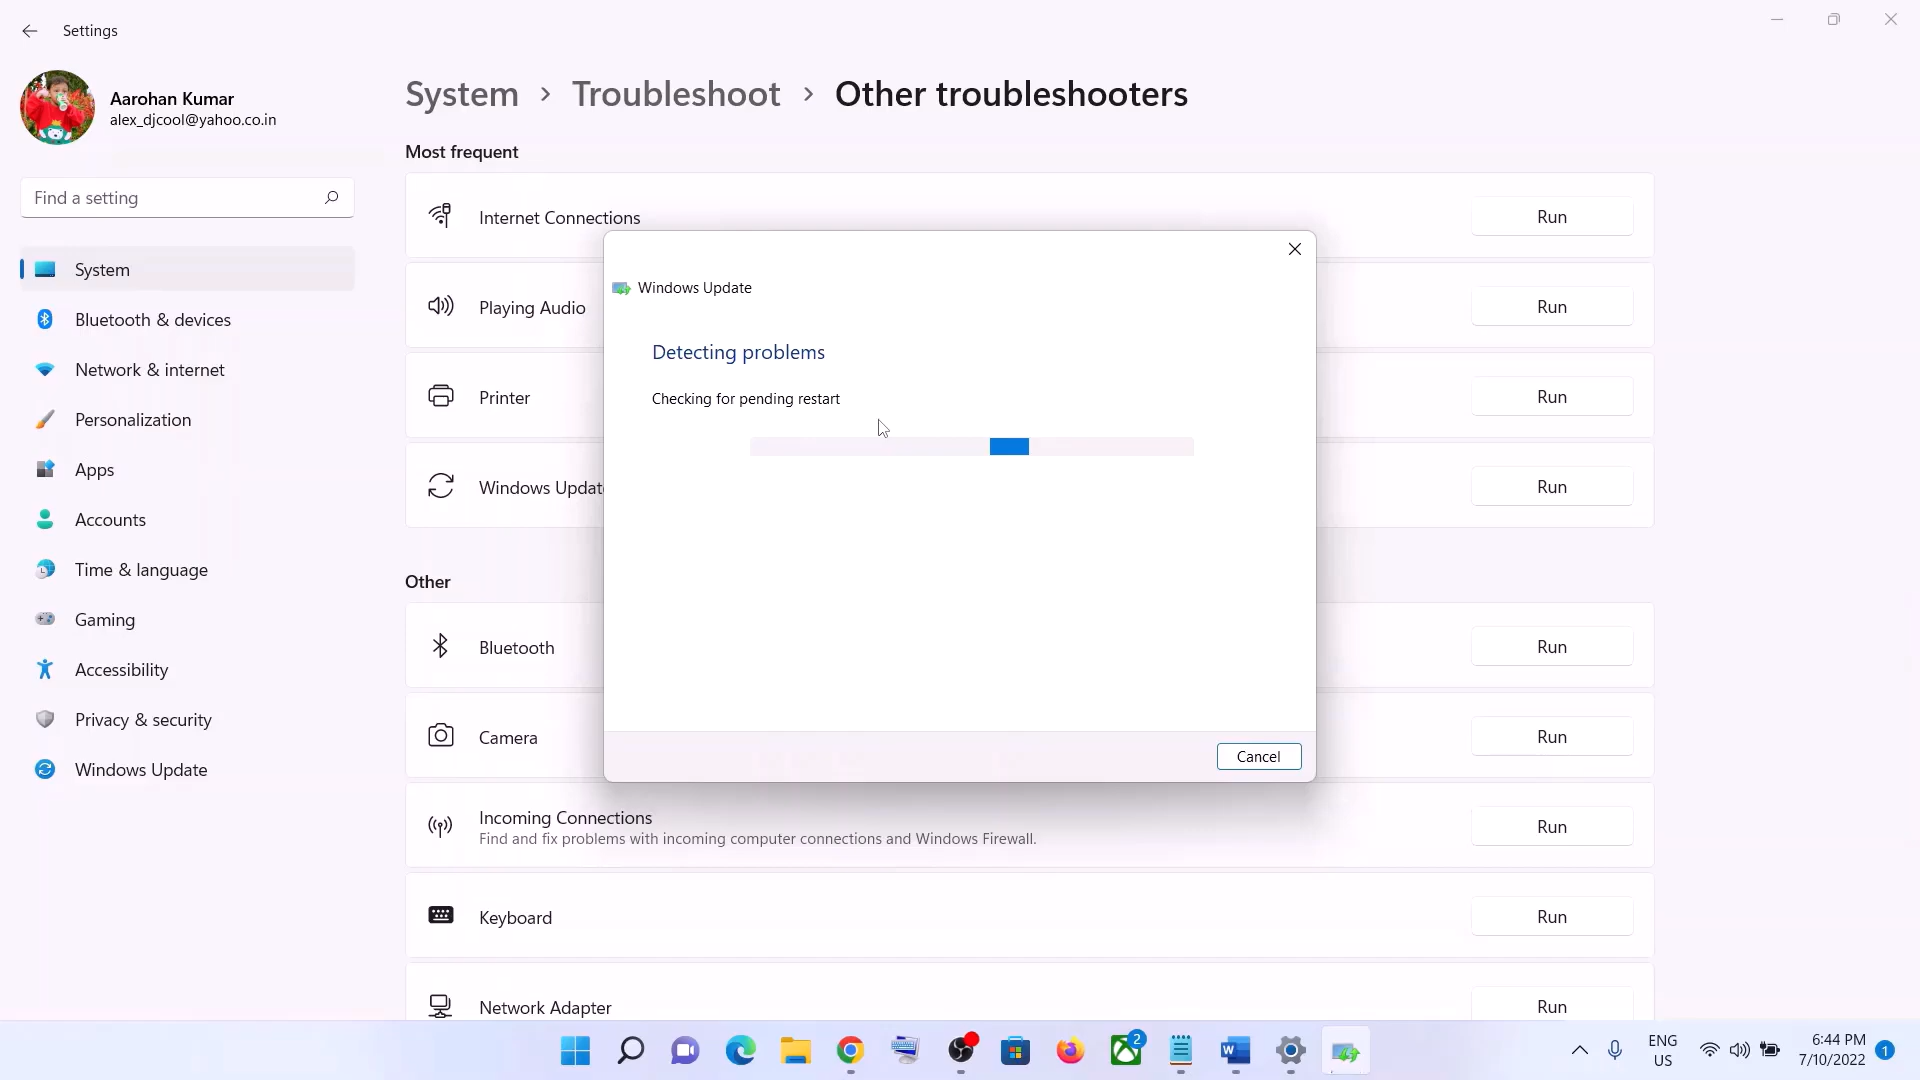 Settings
Aarohan Kumar
alex_djcool@yahoo.co.in
Find a setting
System
Bluetooth & devices
Network & internet
Personalization
Apps
Accounts
Time & language
Gaming
Accessibility
Privacy & security
Windows Update
System > Troubleshoot > Other troubleshooters
Most frequent
Internet Connections Run
Playing Audio Run
Printer Run
Windows Update Run
Windows Update
Detecting problems
Checking for pending restart
Cancel
Other
Bluetooth Run
Camera Run
Incoming Connections Run
Find and fix problems with incoming computer connections and Windows Firewall.
Keyboard Run
Network Adapter Run
2
W
ENG
US
6:44 PM
7/10/2022
1